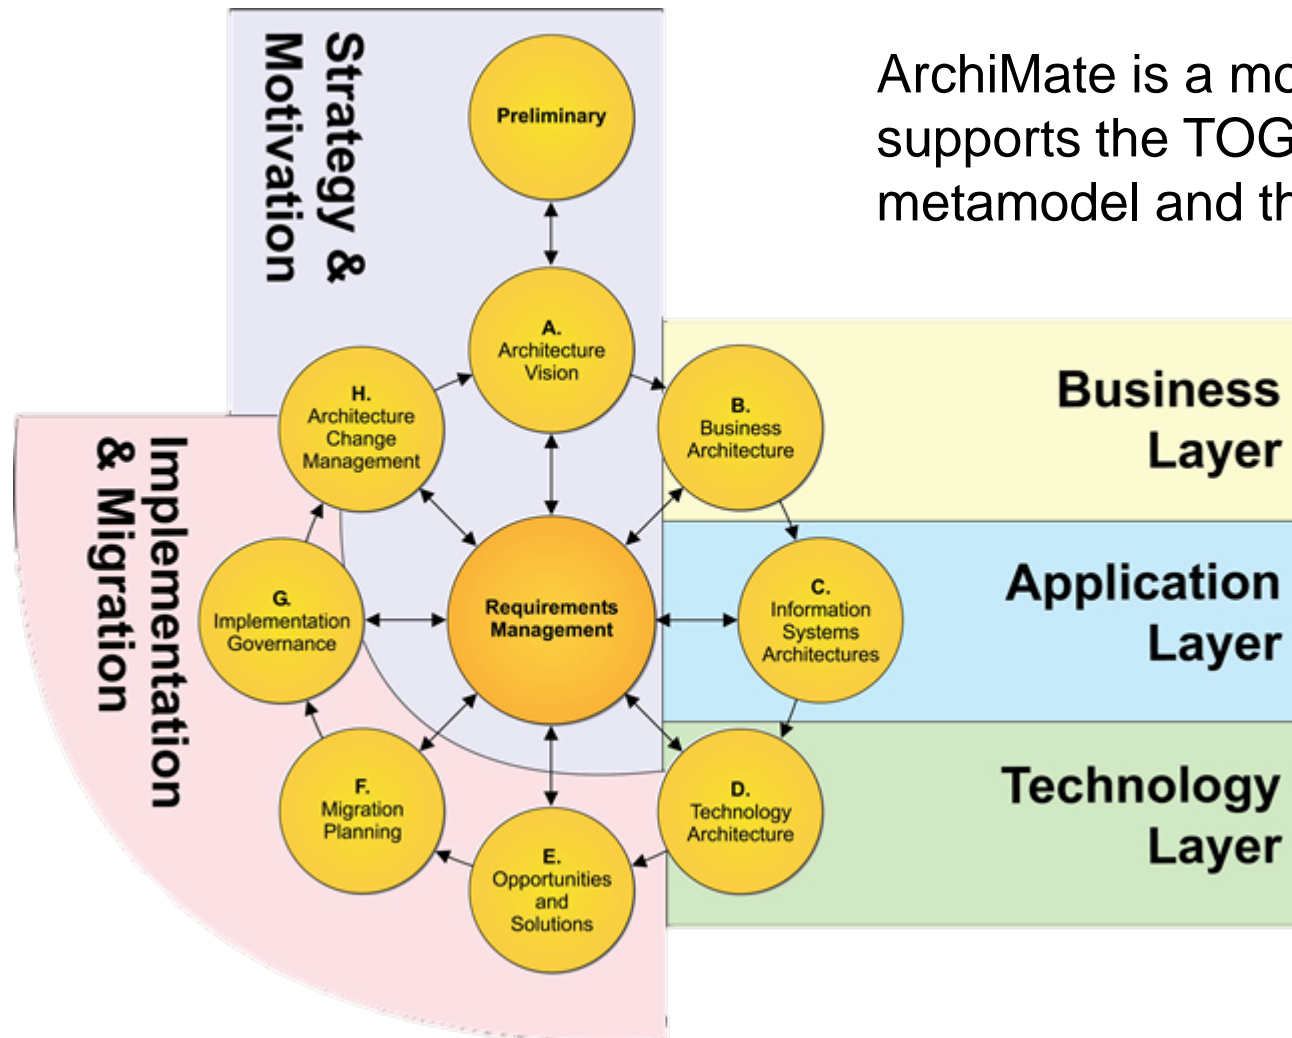 Strategy &
Motivation
Preliminary
ArchiMate is a mo
supports the TOG
metamodel and th
A.
Architecture
Vision
H.
Architecture
Change
Management
B.
Business
Architecture
Business
Layer
Implementation
& Migration
G.
Implementation
Governance
Requirements
Management
C.
Information
Systems
Architectures
Application
Layer
F.
Migration
Planning
E.
Opportunities
and
Solutions
D.
Technology
Architecture
Technology
Layer